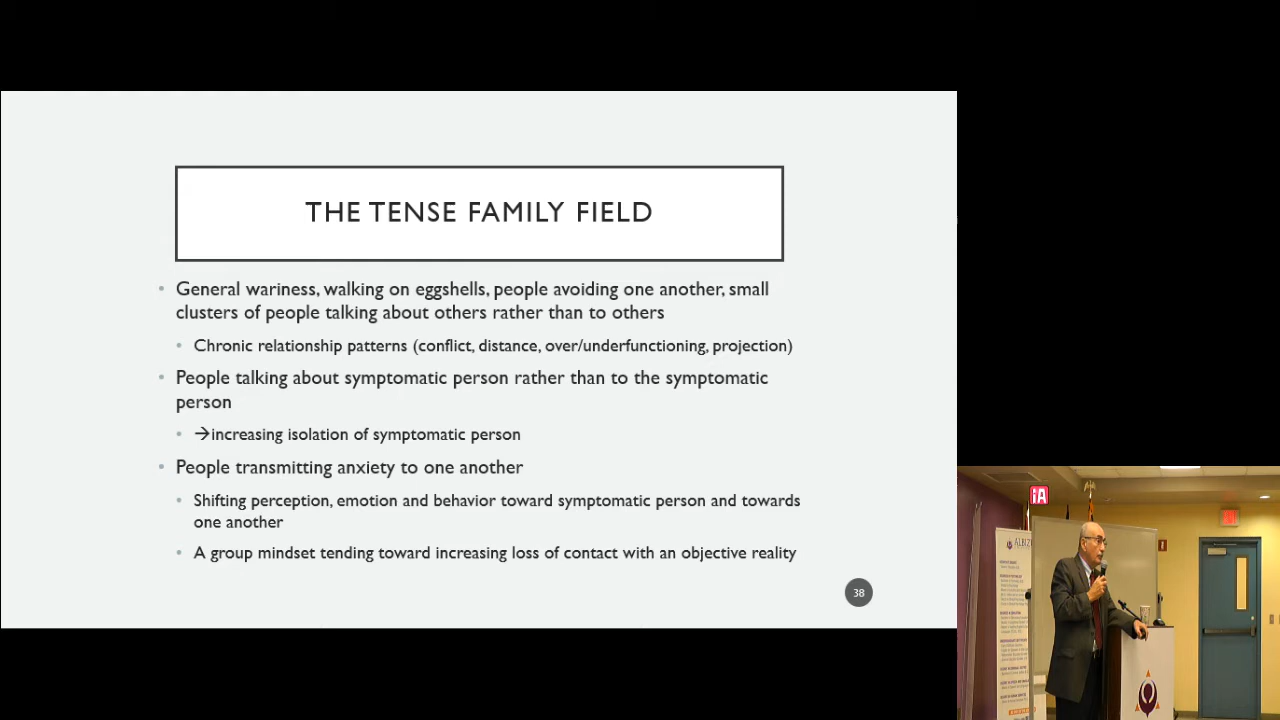 THE TENSE FAMILY FIELD
• General wariness, walking on eggshells, people avoiding one another, small
clusters of people talking about others rather than to others
• Chronic relationship patterns (conflict, distance, over/underfunctioning, projection)
• People talking about symptomatic person rather than to the symptomatic
person
• →increasing isolation of symptomatic person
• People transmitting anxiety to one another
• Shifting perception, emotion and behavior toward symptomatic person and towards
one another
• A group mindset tending toward increasing loss of contact with an objective reality
38
iA
ALBIZ